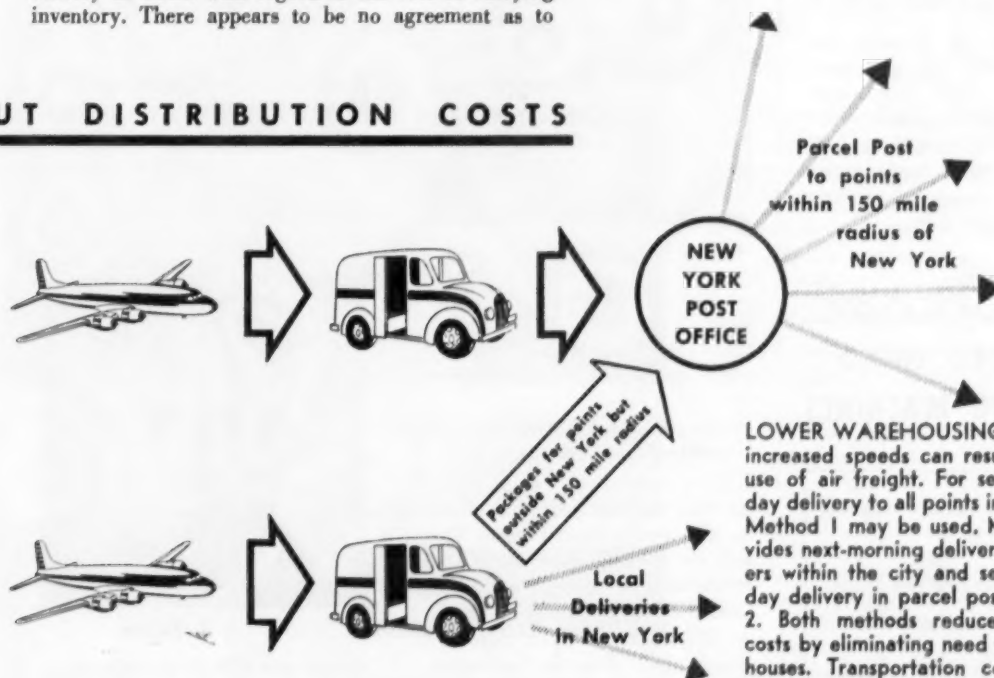 inventory. There appears to be no agreement as to
UT DISTRIBUTION COSTS
Parcel Post
to points
within 150 mile
radius of
New York
NEW
YORK
POST
OFFICE
Packages for points
outside New York but
within 150 mile radius
Local
Deliveries
In New York
LOWER WAREHOUSING
increased speeds can resu
use of air freight. For se
day delivery to all points i
Method I may be used.
vides next-morning deliver
ers within the city and se
day delivery in parcel pos
2. Both methods reduce
costs by eliminating need
houses. Transportation co